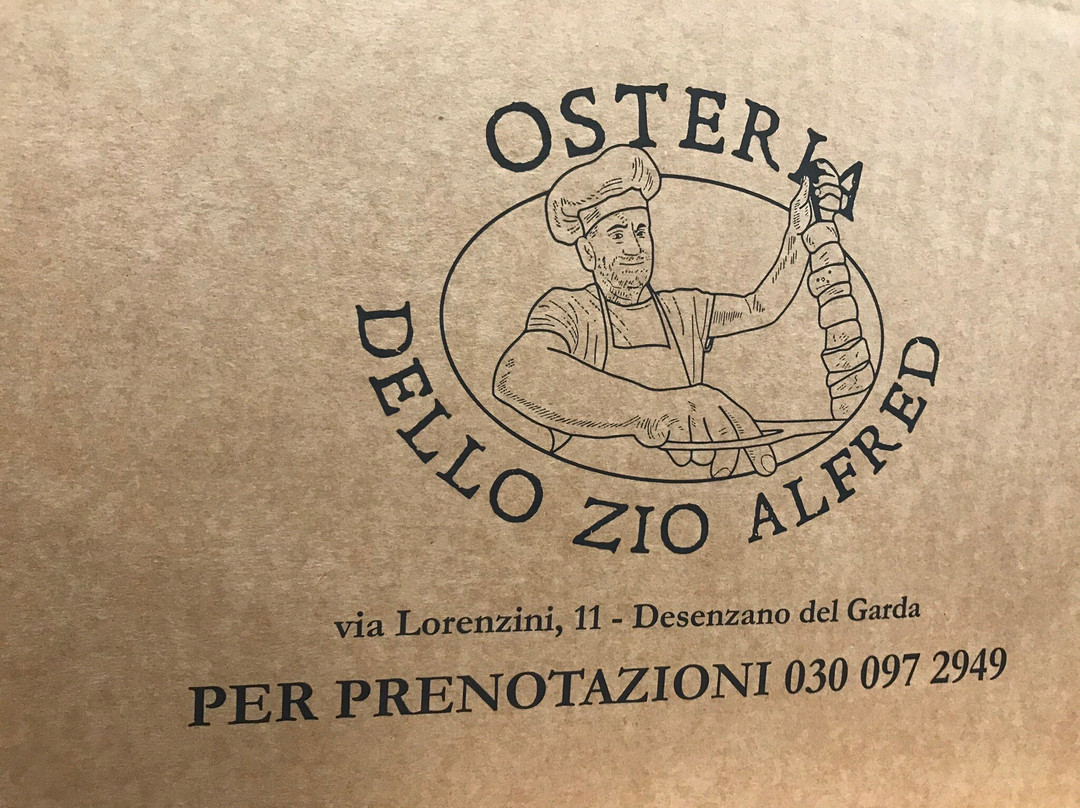 OSTERIA
DELLO ZIO ALFRED
via Lorenzini, 11 - Desenzano del Garda
PER PRENOTAZIONI 030 097 2949